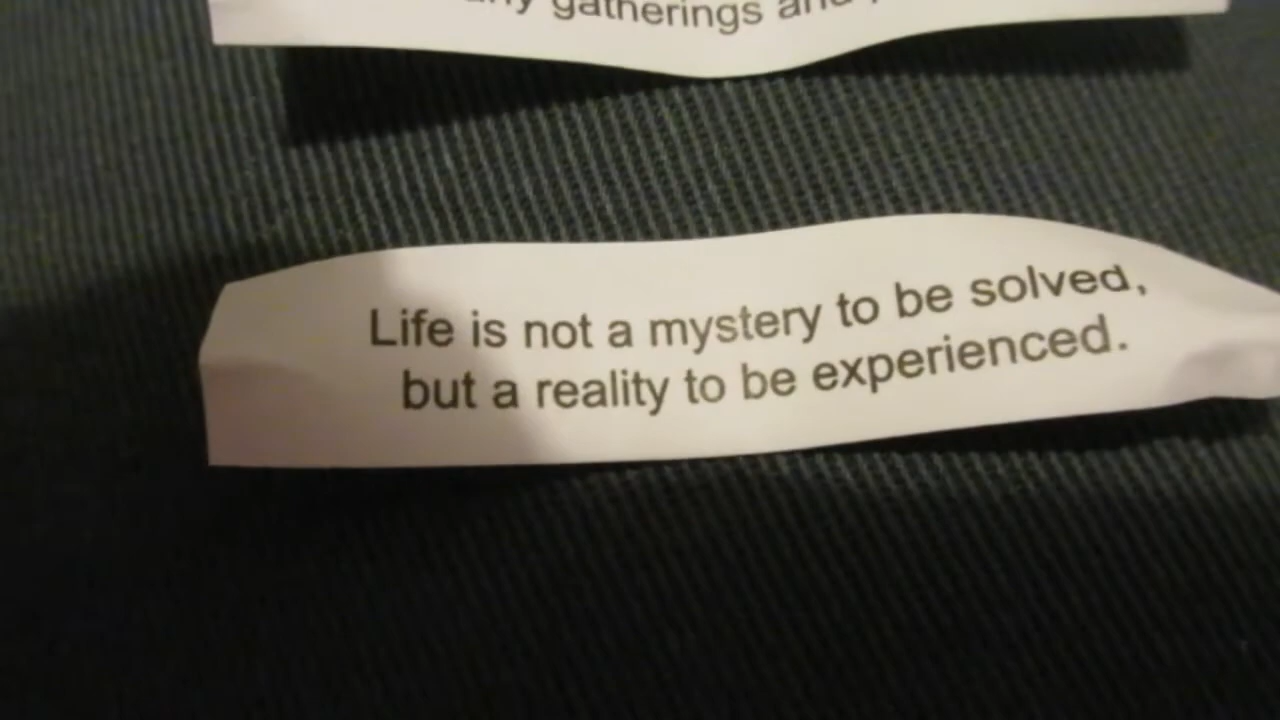 gatherings
Life is not a mystery to be solved,
but a reality to be experienced.